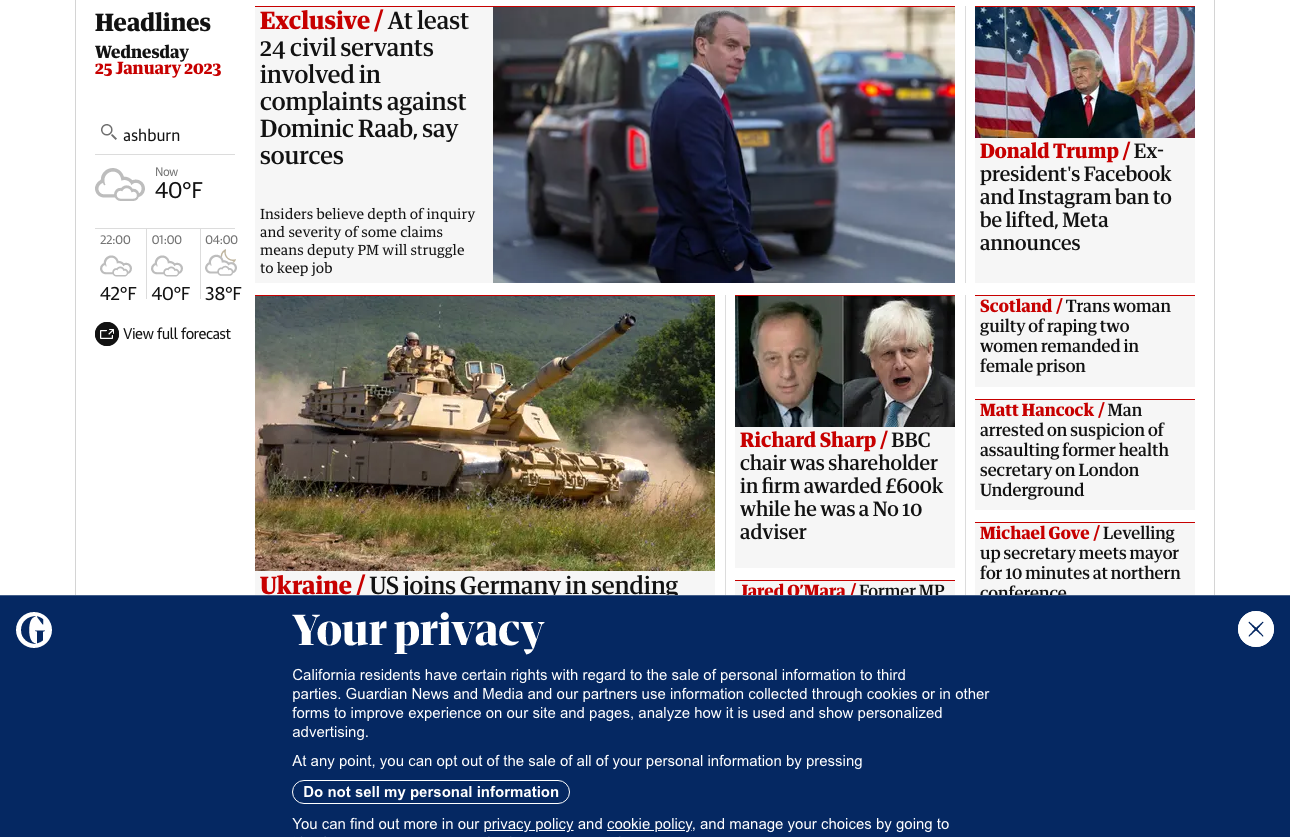 Headlines
Wednesday
25 January 2023
ashburn
Now
40°F
22:00
01:00
04:00
42°F
40°F
38°F
View full forecast
Exclusive / At least
24 civil servants
involved in
complaints against
Dominic Raab, say
sources
Insiders believe depth of inquiry
and severity of some claims
means deputy PM will struggle
to keep job
Donald Trump / Ex-
president's Facebook
and Instagram ban to
be lifted, Meta
announces
Ukraine / US joins Germany in sending
Richard Sharp / BBC
chair was shareholder
in firm awarded £600k
while he was a No 10
adviser
Jared O'Mara / Former MP
Scotland / Trans woman
guilty of raping two
women remanded in
female prison
Matt Hancock / Man
arrested on suspicion of
assaulting former health
secretary on London
Underground
Michael Gove / Levelling
up secretary meets mayor
for 10 minutes at northern
conference
G
Your privacy
California residents have certain rights with regard to the sale of personal information to third
parties. Guardian News and Media and our partners use information collected through cookies or in other
forms to improve experience on our site and pages, analyze how it is used and show personalized
advertising.
At any point, you can opt out of the sale of all of your personal information by pressing
Do not sell my personal information
You can find out more in our privacy policy and cookie policy, and manage your choices by going to